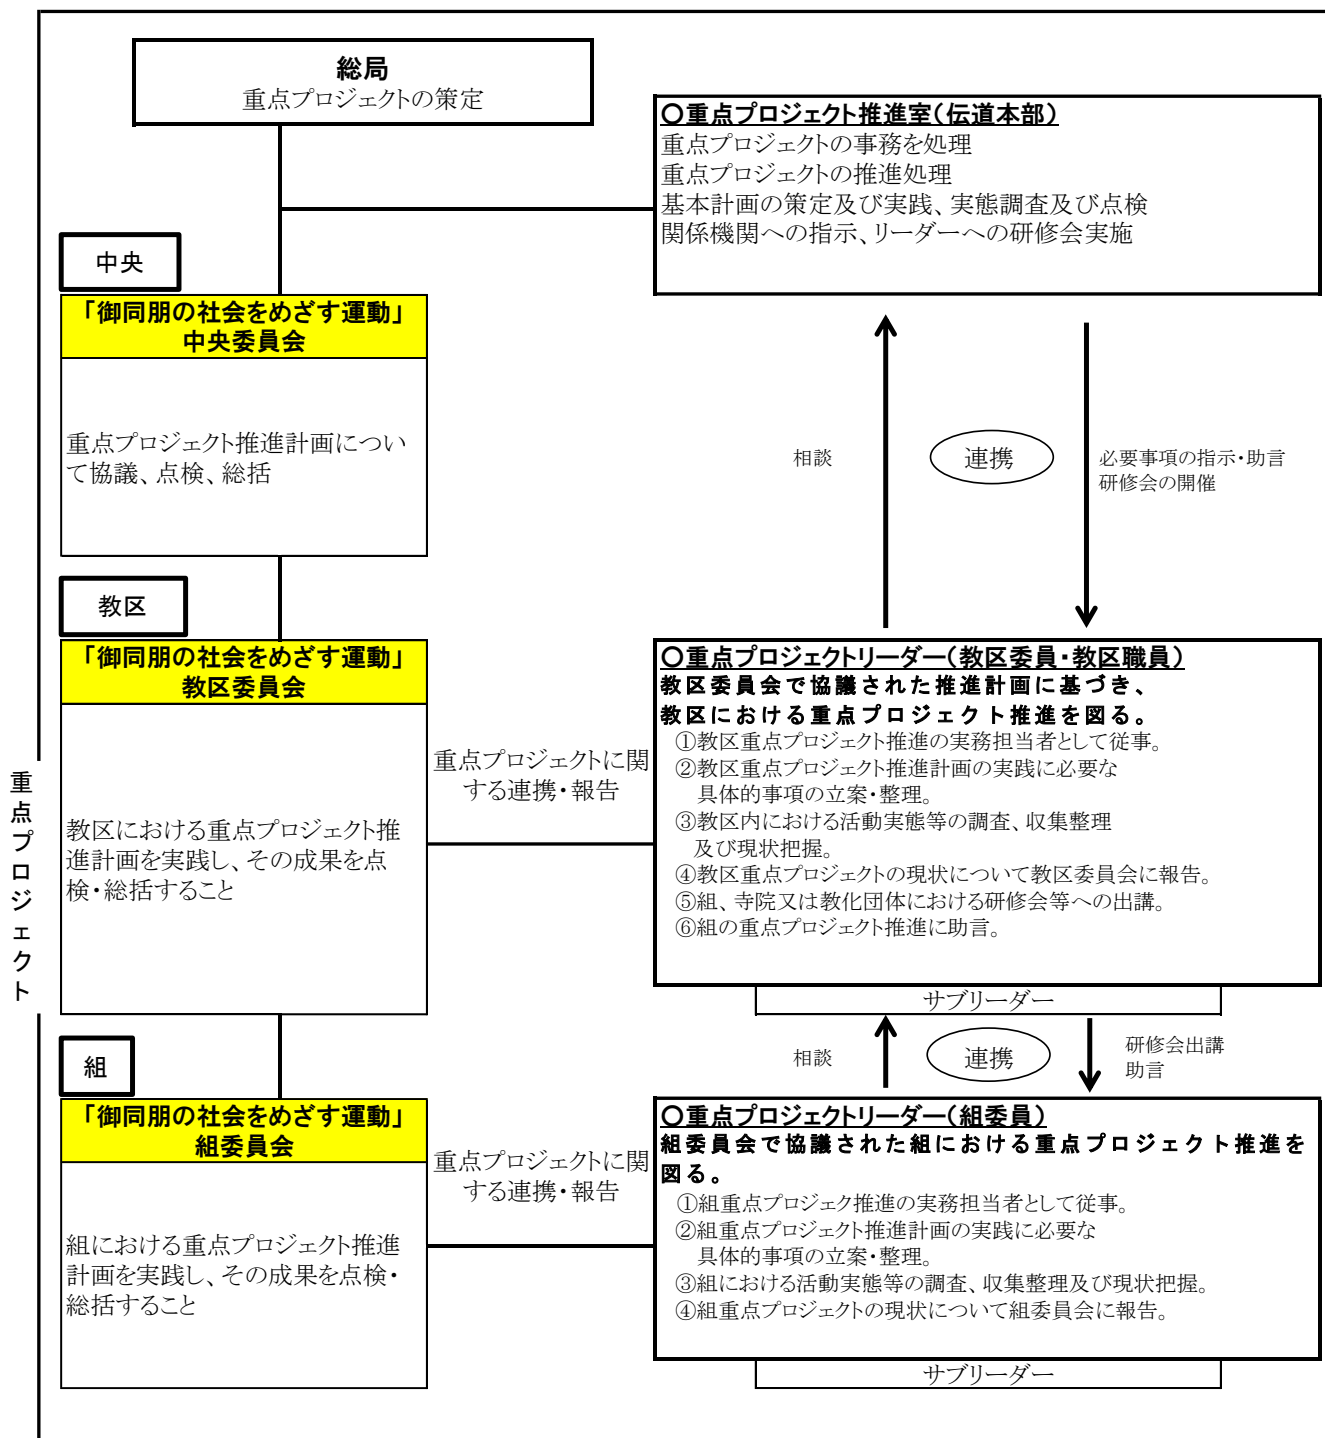 総局
重点プロジェクトの策定
〇重点プロジェクト推進室(伝道本部)
重点プロジェクトの事務を処理
重点プロジェクトの推進処理
基本計画の策定及び実践、実態調査及び点検
関係機関への指示、リーダーへの研修会実施
中央
「御同朋の社会をめざす運動」
中央委員会
重点プロジェクト推進計画につい
て協議、点検、総括
相談
連携
必要事項の指示・助言
研修会の開催
教区
「御同朋の社会をめざす運動」
教区委員会
教区における重点プロジェクト推
進計画を実践し、その成果を点
検・総括すること
重点プロジェクトに関
する連携・報告
〇重点プロジェクトリーダー(教区委員・教区職員)
教区委員会で協議された推進計画に基づき、
教区における重点プロジェクト推進を図る。
①教区重点プロジェクト推進の実務担当者として従事。
②教区重点プロジェクト推進計画の実践に必要な
具体的事項の立案・整理。
③教区内における活動実態等の調査、収集整理
及び現状把握。
④教区重点プロジェクトの現状について教区委員会に報告。
⑤組、寺院又は教化団体における研修会等への出講。
⑥組の重点プロジェクト推進に助言。
サブリーダー
重点プロジェクト
相談
連携
研修会出講
助言
組
「御同朋の社会をめざす運動」
組委員会
組における重点プロジェクト推進
計画を実践し、その成果を点検・
総括すること
重点プロジェクトに関
する連携・報告
〇重点プロジェクトリーダー(組委員)
組委員会で協議された組における重点プロジェクト推進を
図る。
①組重点プロジェク推進の実務担当者として従事。
②組重点プロジェクト推進計画の実践に必要な
具体的事項の立案・整理。
③組における活動実態等の調査、収集整理及び現状把握。
④組重点プロジェクトの現状について組委員会に報告。
サブリーダー